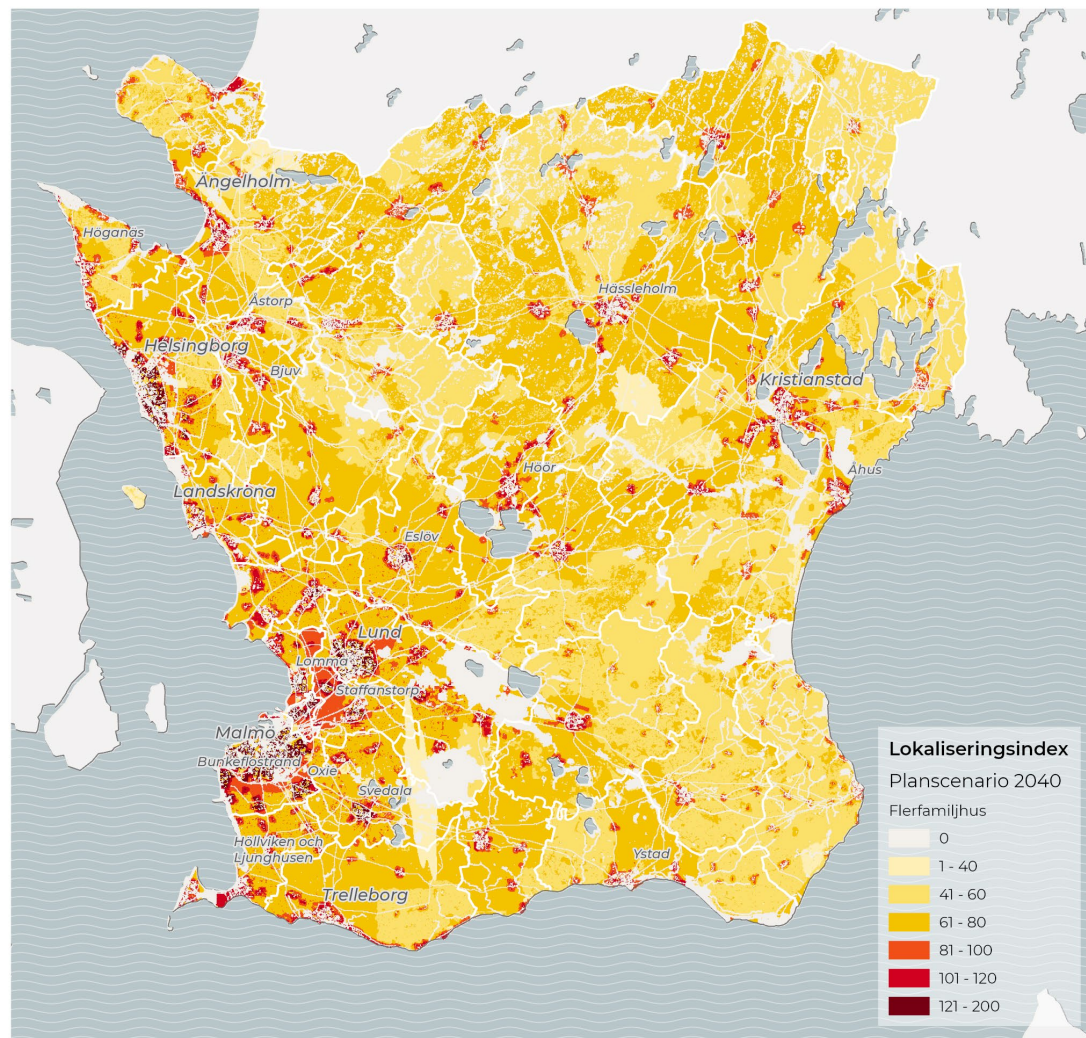 Ängelholm
Höganäs
Åstorp
Hässleholm
Helsingborg
Bjuv
Kristianstad
Höör
Åhus
Landskrona
Eslöv
Lund
Lomma
Staffanstorp
Malmö
Bunkeflostrand
Oxie
Svedala
Höllviken och
Ljunghusen
Ystad
Trelleborg
Lokaliseringsindex
Planscenario 2040
Flerfamiljhus
0
1 - 40
41 - 60
61 - 80
81 - 100
101 - 120
121 - 200